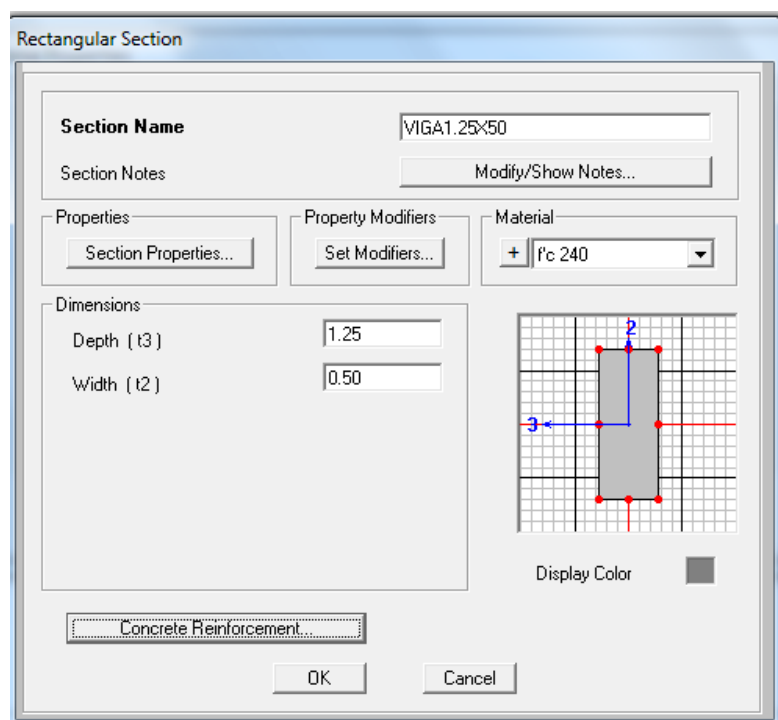 Rectangular Section
Section Name VIGA1.25X50
Section Notes Modify/Show Notes...
Properties Property Modifiers Material
Section Properties... Set Modifiers... + f'c 240
Dimensions
Depth ( t3 ) 1.25
Width ( t2 ) 0.50
2
3
Display Color
Concrete Reinforcement...
OK Cancel